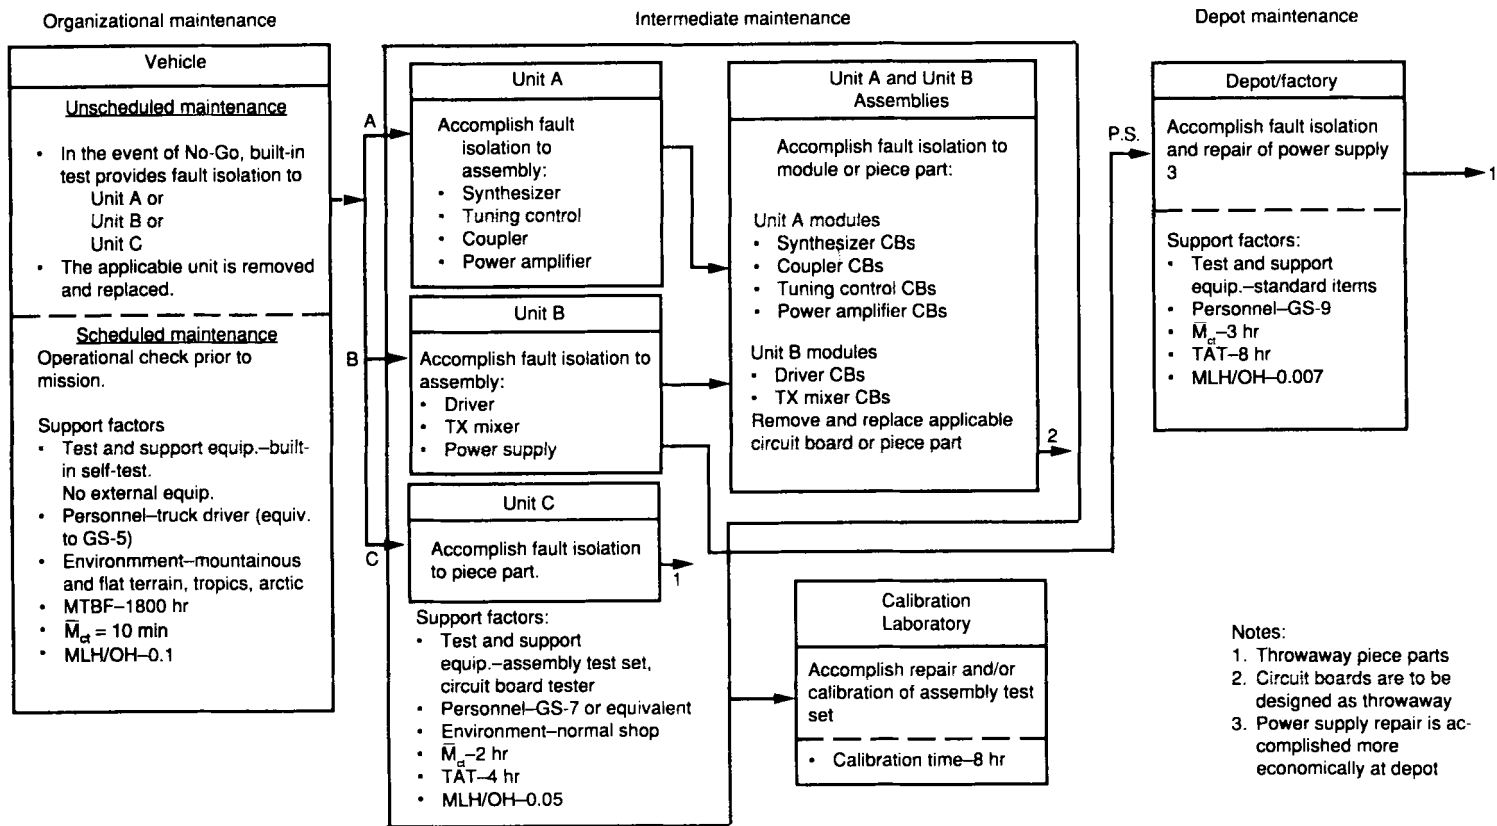 Organizational maintenance
Intermediate maintenance
Depot maintenance
Vehicle
Unscheduled maintenance
• In the event of No-Go, built-in
test provides fault isolation to
Unit A or
Unit B or
Unit C
• The applicable unit is removed
and replaced.
Scheduled maintenance
Operational check prior to
mission.
Support factors
• Test and support equip.–built-
in self-test.
No external equip.
• Personnel–truck driver (equiv.
to GS-5)
• Environmment–mountainous
and flat terrain, tropics, arctic
• MTBF–1800 hr
• M̅ct = 10 min
• MLH/OH–0.1
A
B
C
Unit A
Accomplish fault
isolation to
assembly:
• Synthesizer
• Tuning control
• Coupler
• Power amplifier
Unit B
Accomplish fault isolation to
assembly:
• Driver
• TX mixer
• Power supply
Unit C
Accomplish fault isolation
to piece part.
1
Support factors:
• Test and support
equip.–assembly test set,
circuit board tester
• Personnel–GS-7 or equivalent
• Environment–normal shop
• M̅ct–2 hr
• TAT–4 hr
• MLH/OH–0.05
Unit A and Unit B
Assemblies
Accomplish fault isolation to
module or piece part:
Unit A modules
• Synthesizer CBs
• Coupler CBs
• Tuning control CBs
• Power amplifier CBs
Unit B modules
• Driver CBs
• TX mixer CBs
Remove and replace applicable
circuit board or piece part
2
Calibration
Laboratory
Accomplish repair and/or
calibration of assembly test
set
• Calibration time–8 hr
P.S.
Depot/factory
Accomplish fault isolation
and repair of power supply
3
1
Support factors:
• Test and support
equip.–standard items
• Personnel–GS-9
• M̅ct–3 hr
• TAT–8 hr
• MLH/OH–0.007
Notes:
1. Throwaway piece parts
2. Circuit boards are to be
designed as throwaway
3. Power supply repair is ac-
complished more
economically at depot